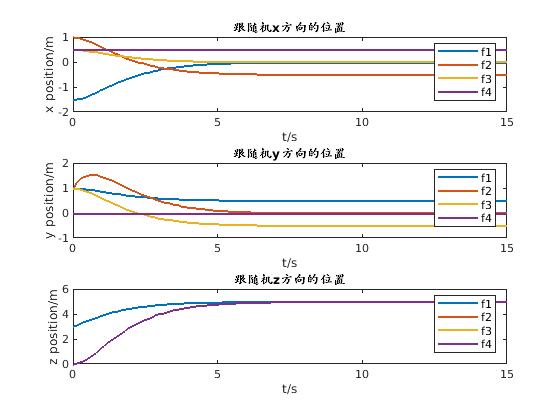 跟随机x方向的位置
x position/m
1
0
-1
-2
0
5
10
15
t/s
f1
f2
f3
f4
跟随机y方向的位置
y position/m
2
1
0
-1
0
5
10
15
t/s
f1
f2
f3
f4
跟随机z方向的位置
z position/m
6
4
2
0
0
5
10
15
t/s
f1
f2
f3
f4